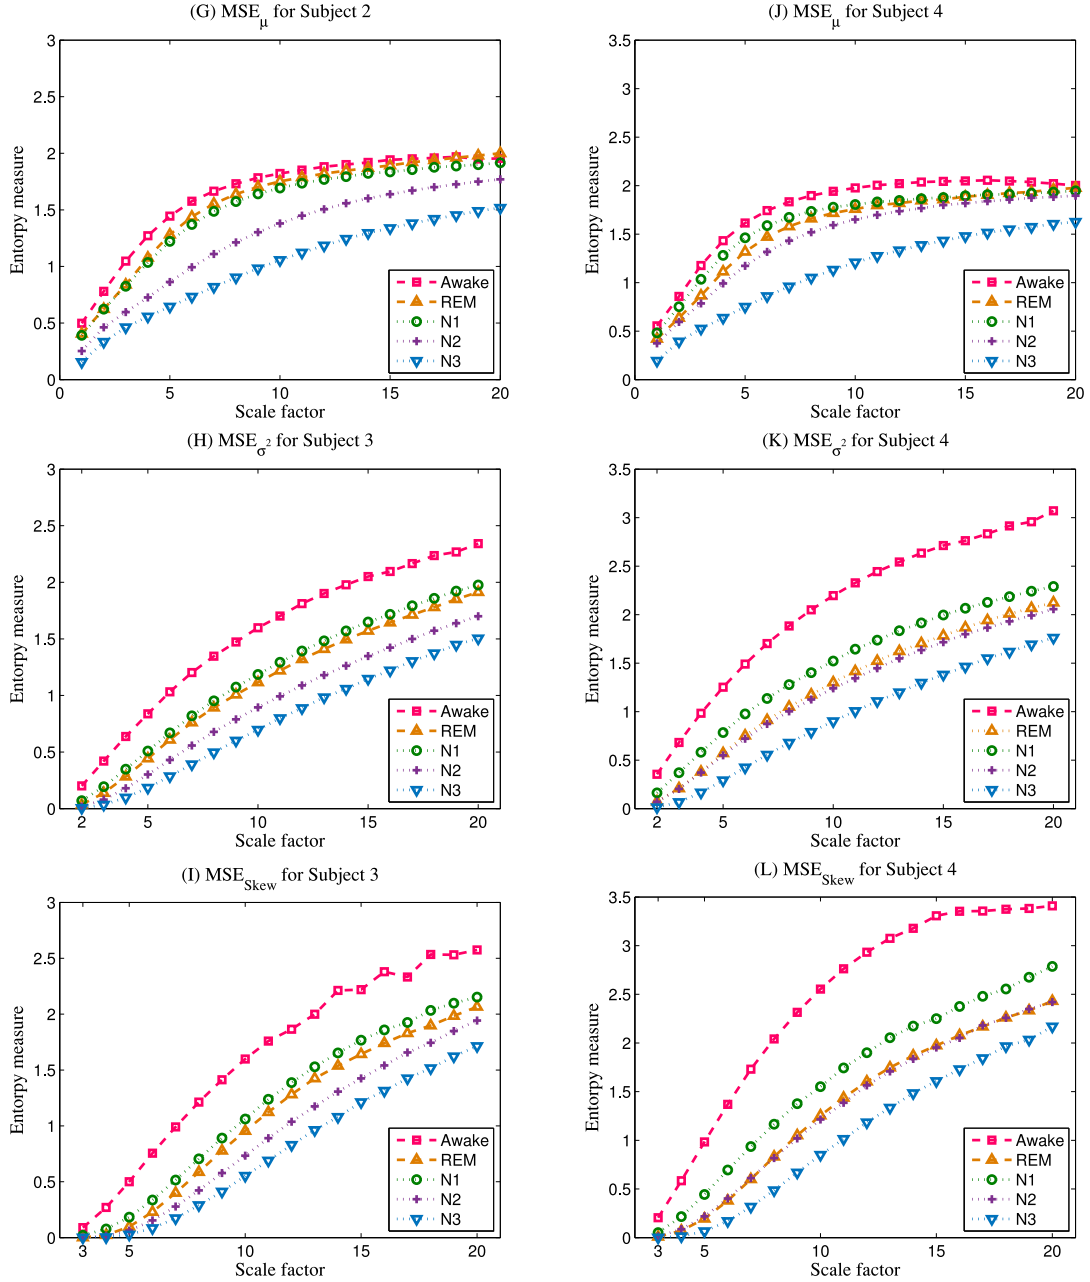 (G) MSEμ for Subject 2
3
2.5
2
1.5
1
0.5
0
Entorpy measure
0 5 10 15 20
Scale factor
Awake
REM
N1
N2
N3
(J) MSEμ for Subject 4
3.5
3
2.5
2
1.5
1
0.5
0
Entorpy measure
0 5 10 15 20
Scale factor
Awake
REM
N1
N2
N3
(H) MSEσ² for Subject 3
3
2.5
2
1.5
1
0.5
0
Entorpy measure
2 5 10 15 20
Scale factor
Awake
REM
N1
N2
N3
(K) MSEσ² for Subject 4
3.5
3
2.5
2
1.5
1
0.5
0
Entorpy measure
2 5 10 15 20
Scale factor
Awake
REM
N1
N2
N3
(I) MSESkew for Subject 3
3
2.5
2
1.5
1
0.5
0
Entorpy measure
3 5 10 15 20
Scale factor
Awake
REM
N1
N2
N3
(L) MSESkew for Subject 4
3.5
3
2.5
2
1.5
1
0.5
0
Entorpy measure
3 5 10 15 20
Scale factor
Awake
REM
N1
N2
N3